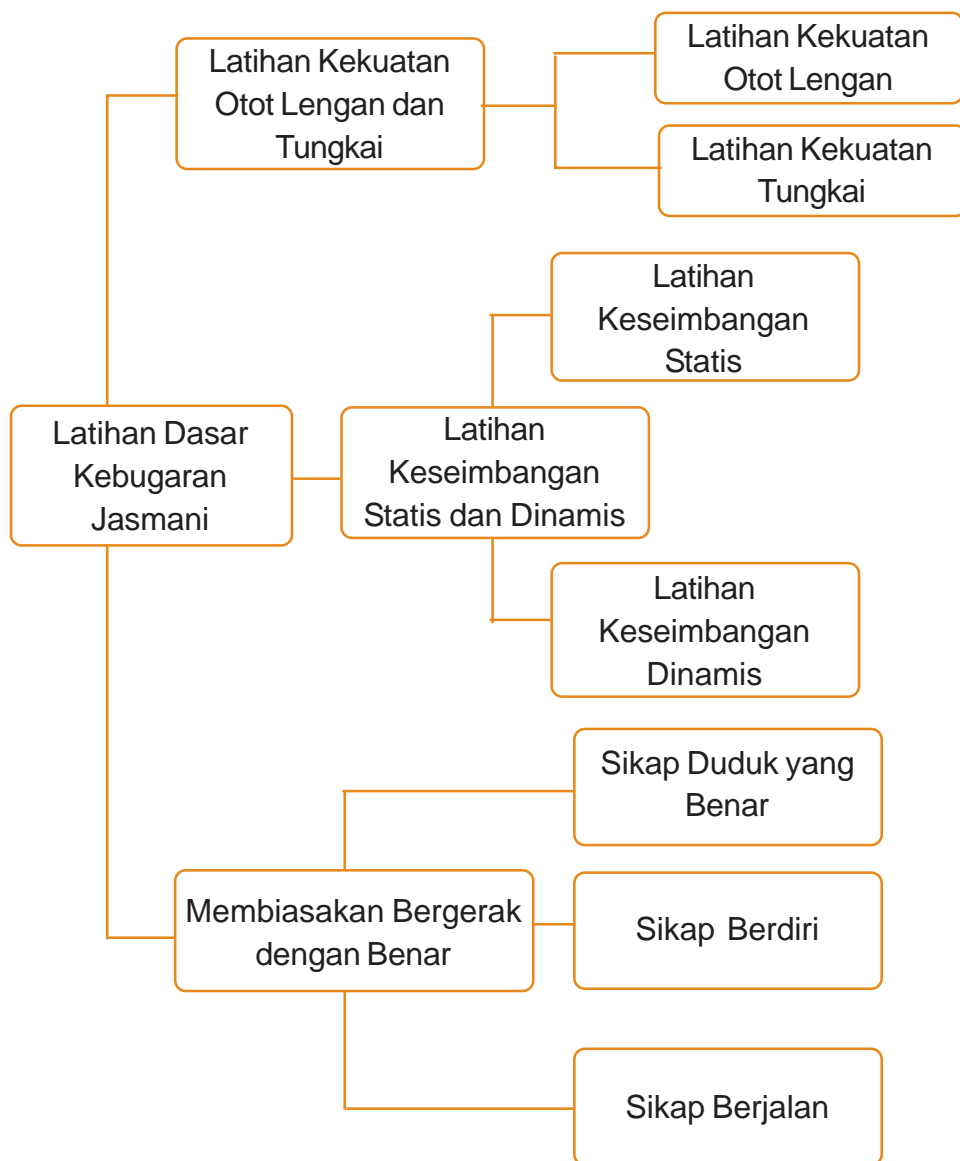 Latihan Kekuatan
Otot Lengan dan
Tungkai
Latihan Kekuatan
Otot Lengan
Latihan Kekuatan
Tungkai
Latihan
Keseimbangan
Statis
Latihan Dasar
Kebugaran
Jasmani
Latihan
Keseimbangan
Statis dan Dinamis
Latihan
Keseimbangan
Dinamis
Sikap Duduk yang
Benar
Membiasakan Bergerak
dengan Benar
Sikap Berdiri
Sikap Berjalan